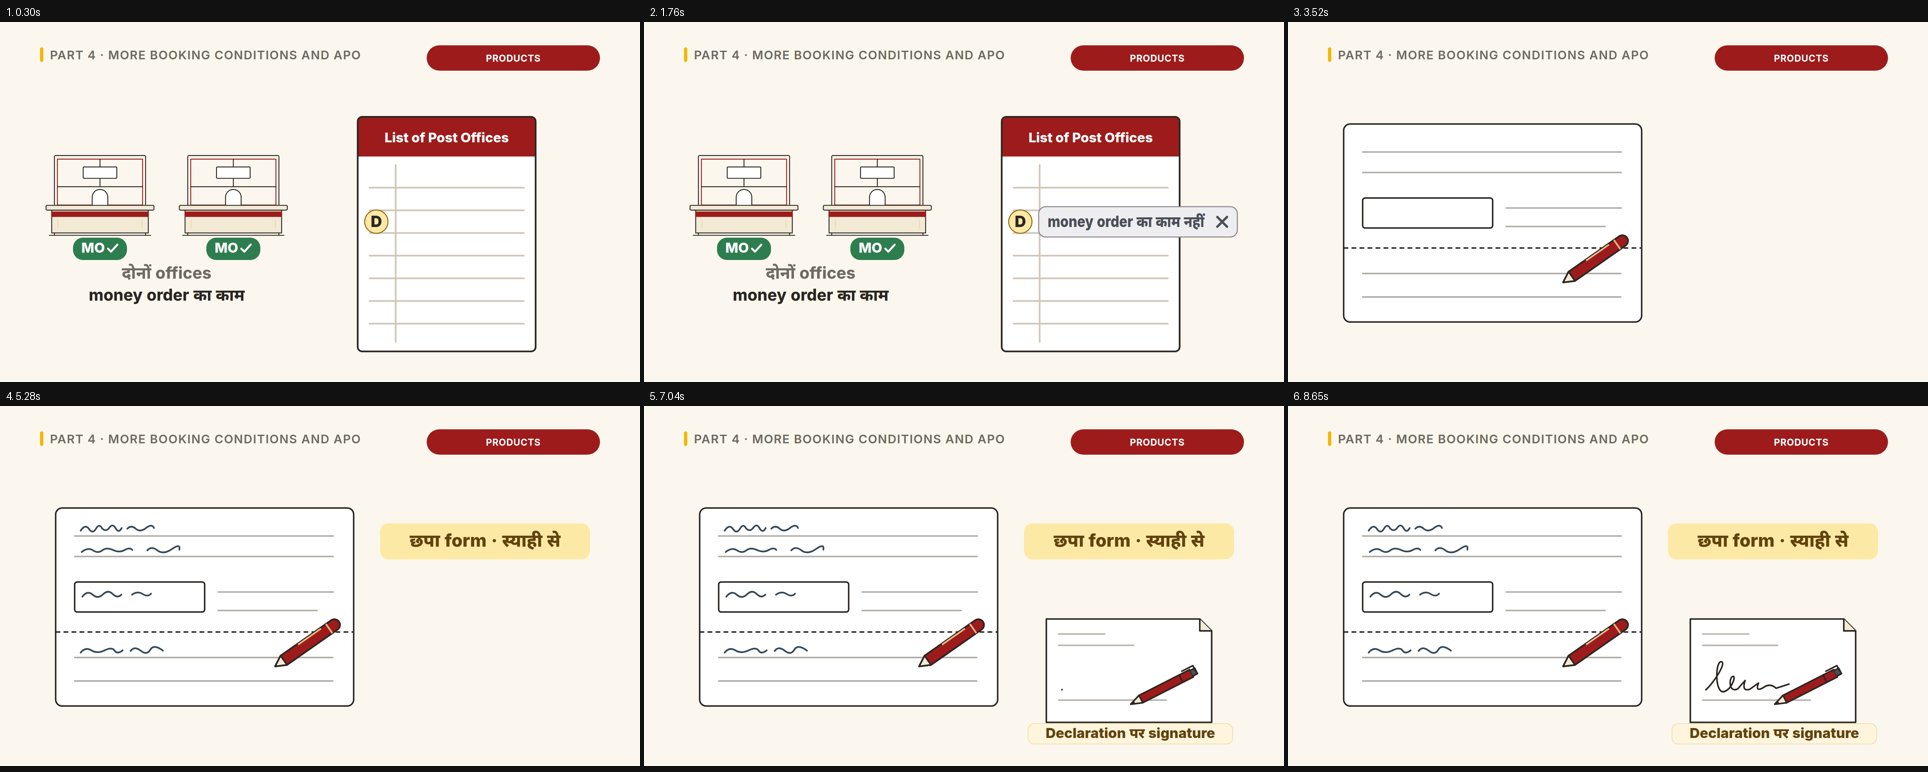 1. 0.30s
PART 4 · MORE BOOKING CONDITIONS AND APO
PRODUCTS
List of Post Offices
D
MO
MO
दोनों offices
money order का काम
2. 1.76s
PART 4 · MORE BOOKING CONDITIONS AND APO
PRODUCTS
List of Post Offices
D money order का काम नहीं
MO
MO
दोनों offices
money order का काम
3. 3.52s
PART 4 · MORE BOOKING CONDITIONS AND APO
PRODUCTS
4. 5.28s
PART 4 · MORE BOOKING CONDITIONS AND APO
PRODUCTS
छपा form · स्याही से
5. 7.04s
PART 4 · MORE BOOKING CONDITIONS AND APO
PRODUCTS
छपा form · स्याही से
Declaration पर signature
6. 8.65s
PART 4 · MORE BOOKING CONDITIONS AND APO
PRODUCTS
छपा form · स्याही से
Declaration पर signature